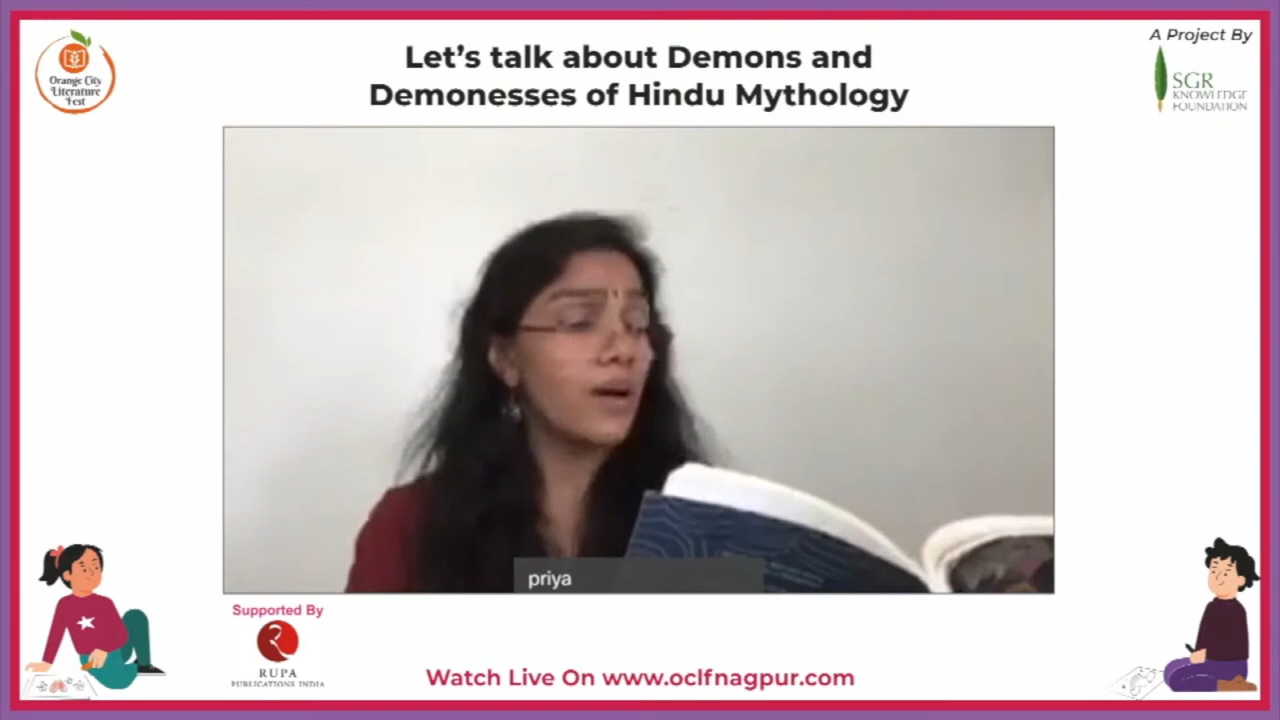 Orange City
Literature
Fest
Let's talk about Demons and
Demonesses of Hindu Mythology
A Project By
SGR
KNOWLEDGE
FOUNDATION
priya
Supported By
RUPA
PUBLICATIONS INDIA
Watch Live On www.oclfnagpur.com